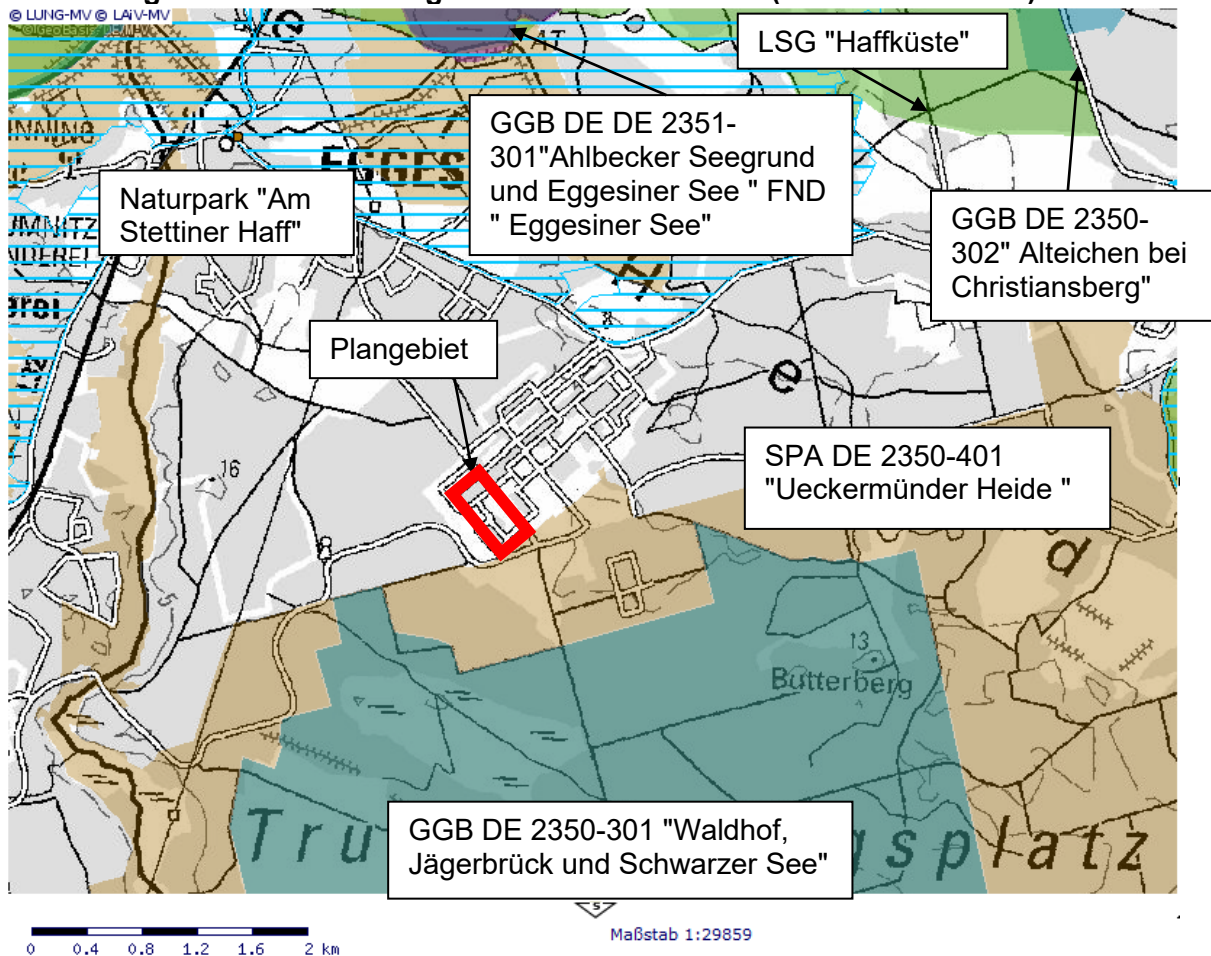 © LUNG-MV © LAiV-MV
© GeoBasis-DE/MV
LSG "Haffküste"
GGB DE DE 2351-
301"Ahlbecker Seegrund
und Eggesiner See " FND
" Eggesiner See"
Naturpark "Am
Stettiner Haff"
GGB DE 2350-
302" Alteichen bei
Christiansberg"
EGGES
Plangebiet
e
16
SPA DE 2350-401
"Ueckermünder Heide "
d
5
13
Butterberg
GGB DE 2350-301 "Waldhof,
Jägerbrück und Schwarzer See"
Tru
gsplatz
S
0 0.4 0.8 1.2 1.6 2 km
Maßstab 1:29859